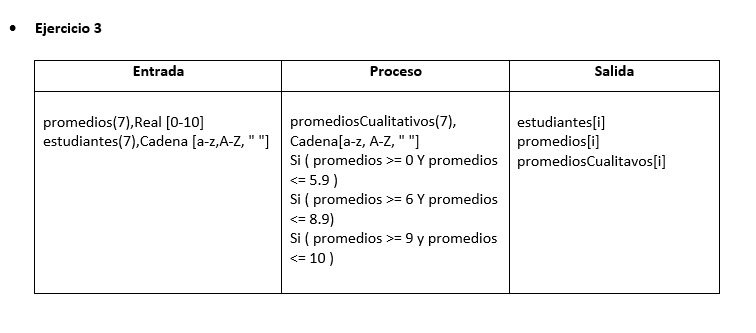 Ejercicio 3
Entrada
Proceso
Salida
promedios(7),Real [0-10]
estudiantes(7),Cadena [a-z,A-Z, " "]
promediosCualitativos(7),
Cadena[a-z, A-Z, " "]
Si ( promedios >= 0 Y promedios
<= 5.9 )
Si ( promedios >= 6 Y promedios
<= 8.9)
Si ( promedios >= 9 y promedios
<= 10 )
estudiantes[i]
promedios[i]
promediosCualitavos[i]